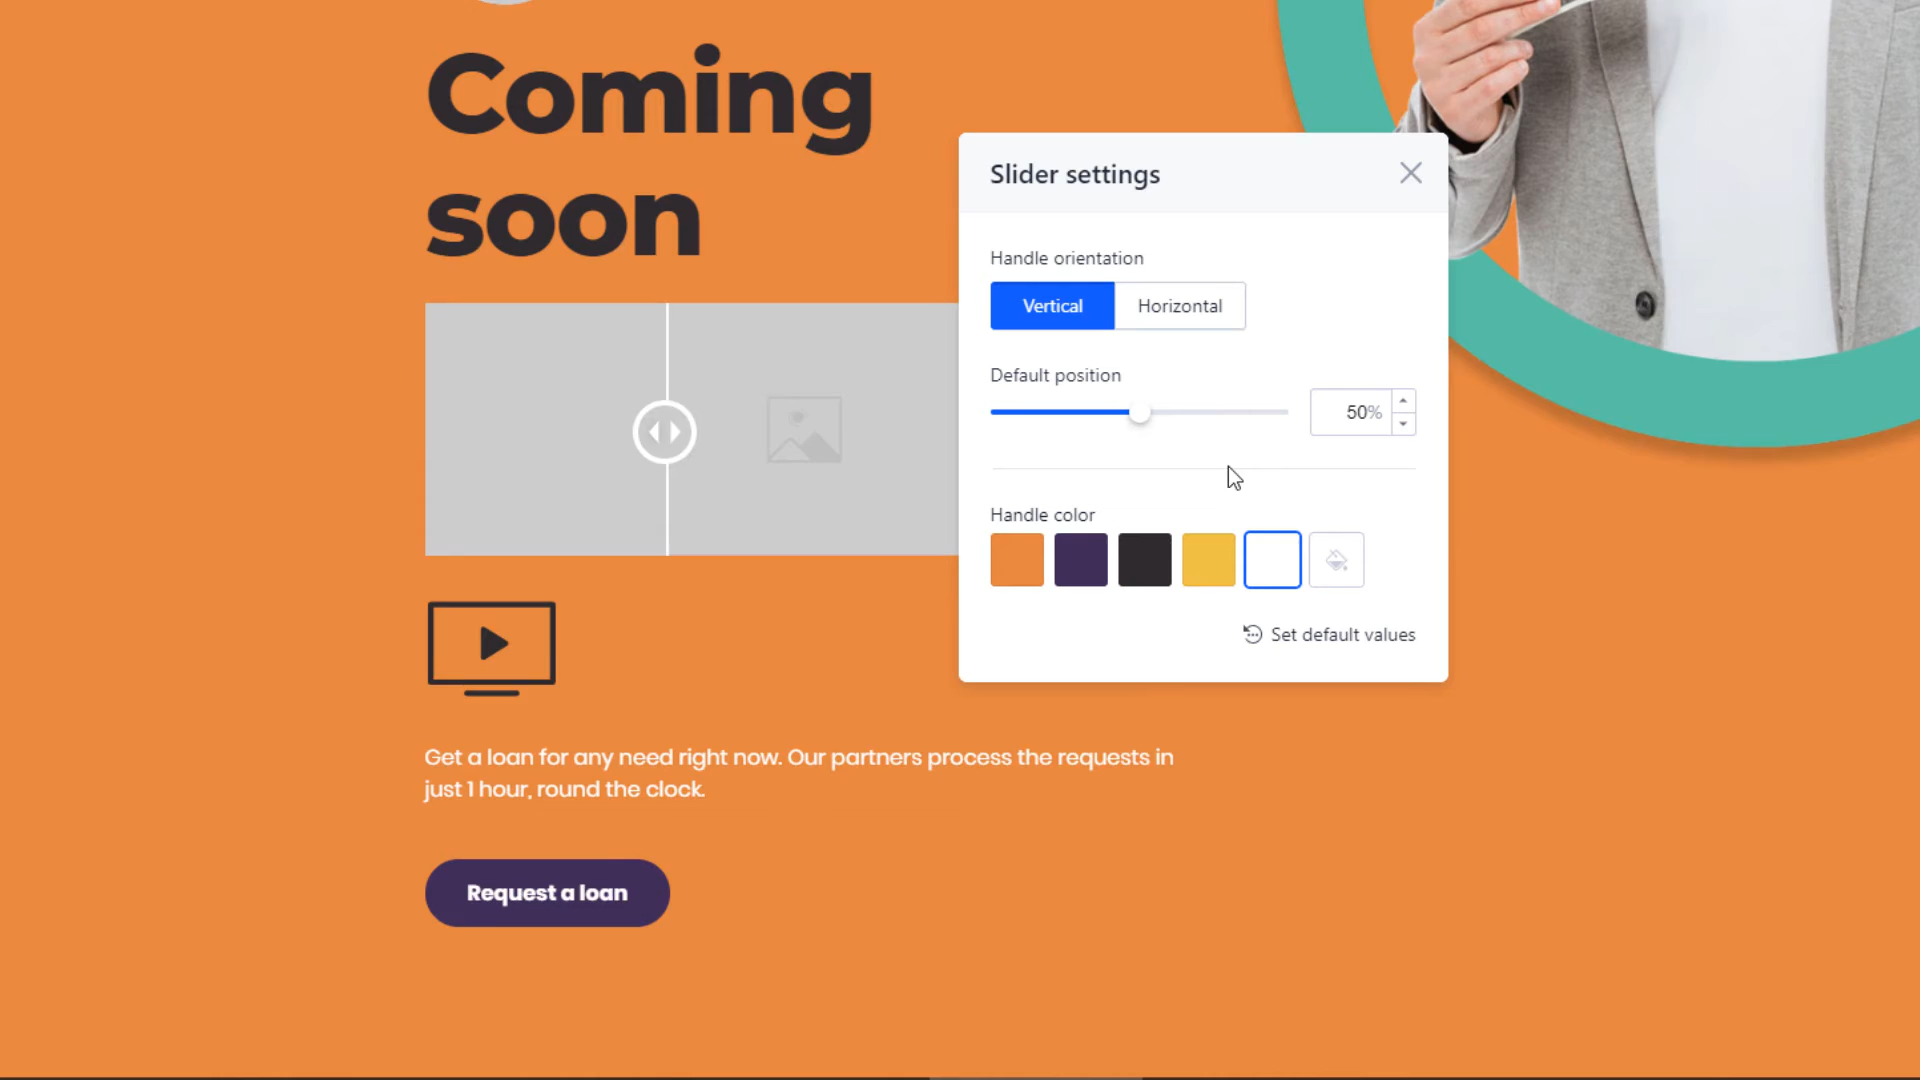 Coming
soon
Slider settings
Handle orientation
Vertical
Horizontal
Default position
50%
Handle color
Set default values
Get a loan for any need right now. Our partners process the requests in
just 1 hour, round the clock.
Request a loan